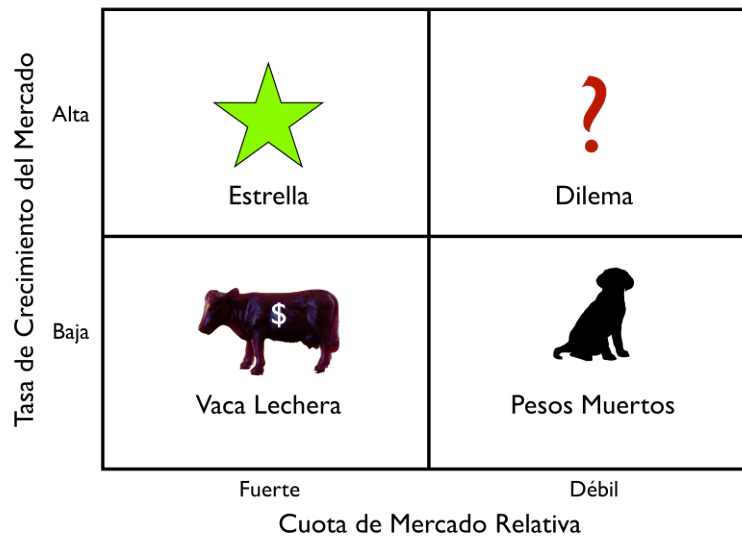 Tasa de Crecimiento del Mercado
Alta
Estrella
?
Dilema
Baja
$
Vaca Lechera
Pesos Muertos
Fuerte
Débil
Cuota de Mercado Relativa